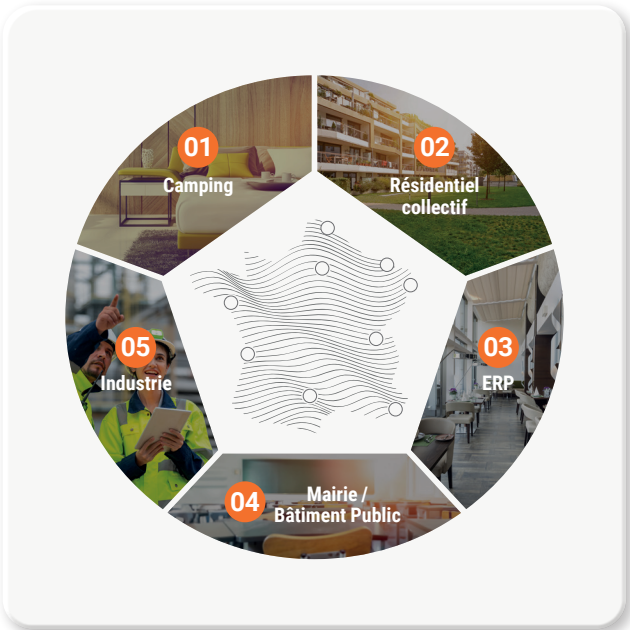 01
Camping
02
Résidentiel
collectif
03
ERP
04
Mairie /
Bâtiment Public
05
Industrie